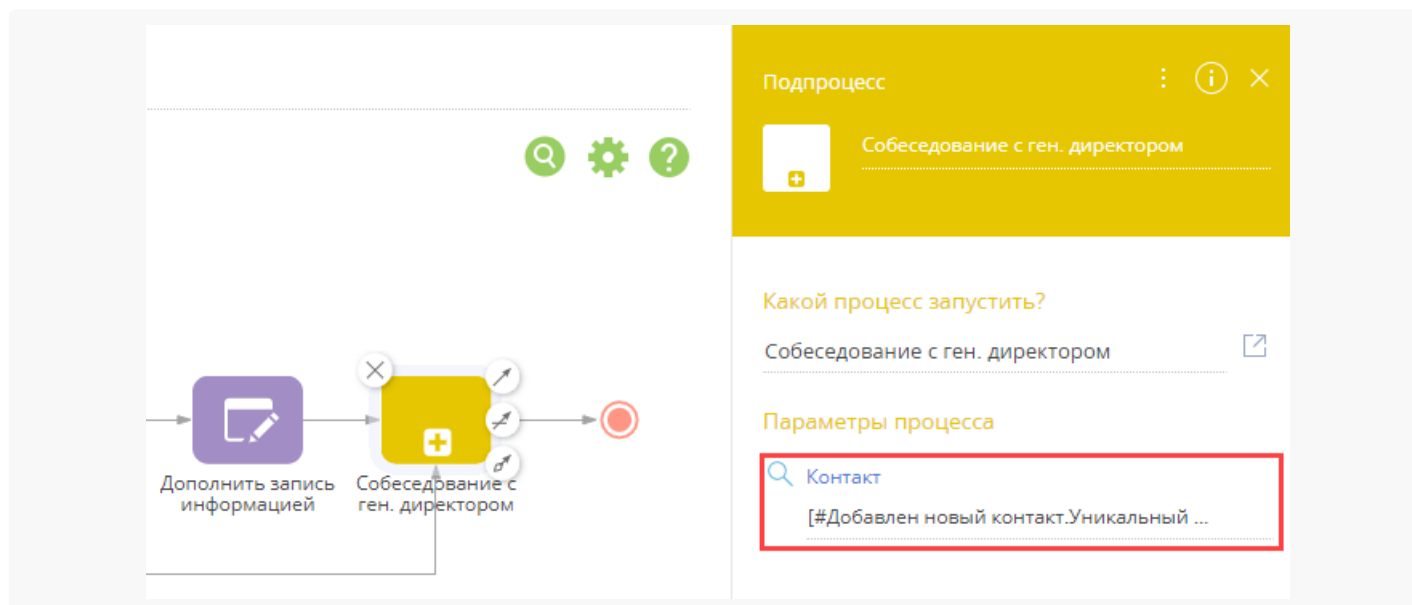 Подпроцесс
Собеседование с ген. директором
Какой процесс запустить?
Собеседование с ген. директором
Параметры процесса
Контакт
[#Добавлен новый контакт.Уникальный ...
Дополнить запись
информацией
Собеседование с
ген. директором